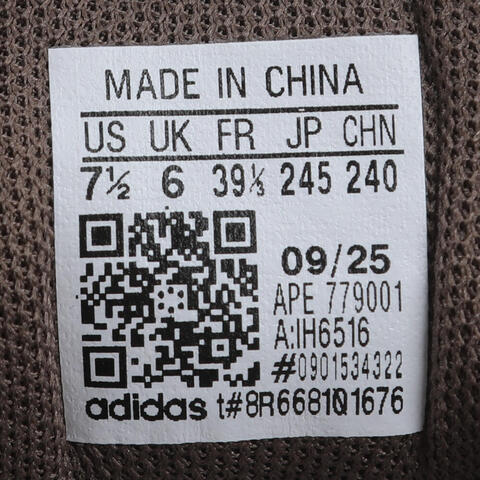 MADE IN CHINA
US UK FR JP CHN
7½ 6 39⅓ 245 240
09/25
APE 779001
A:IH6516
#0901534322
adidas t#8R668101676